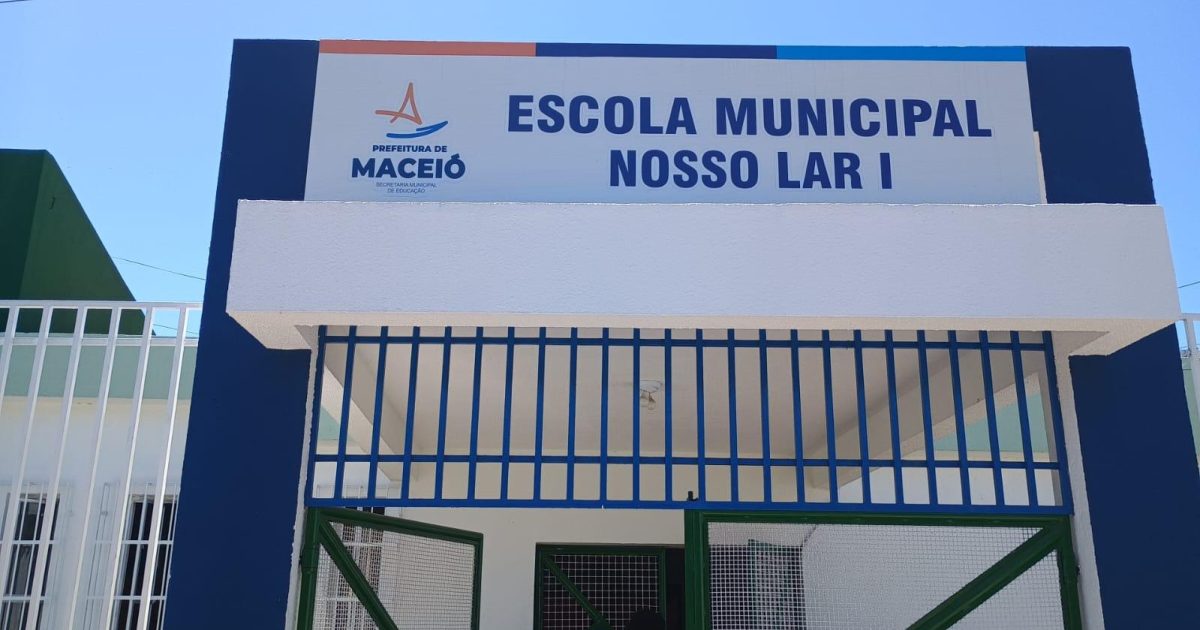 PREFEITURA DE
MACEIÓ
SECRETARIA MUNICIPAL
DE EDUCAÇÃO
ESCOLA MUNICIPAL
NOSSO LAR I